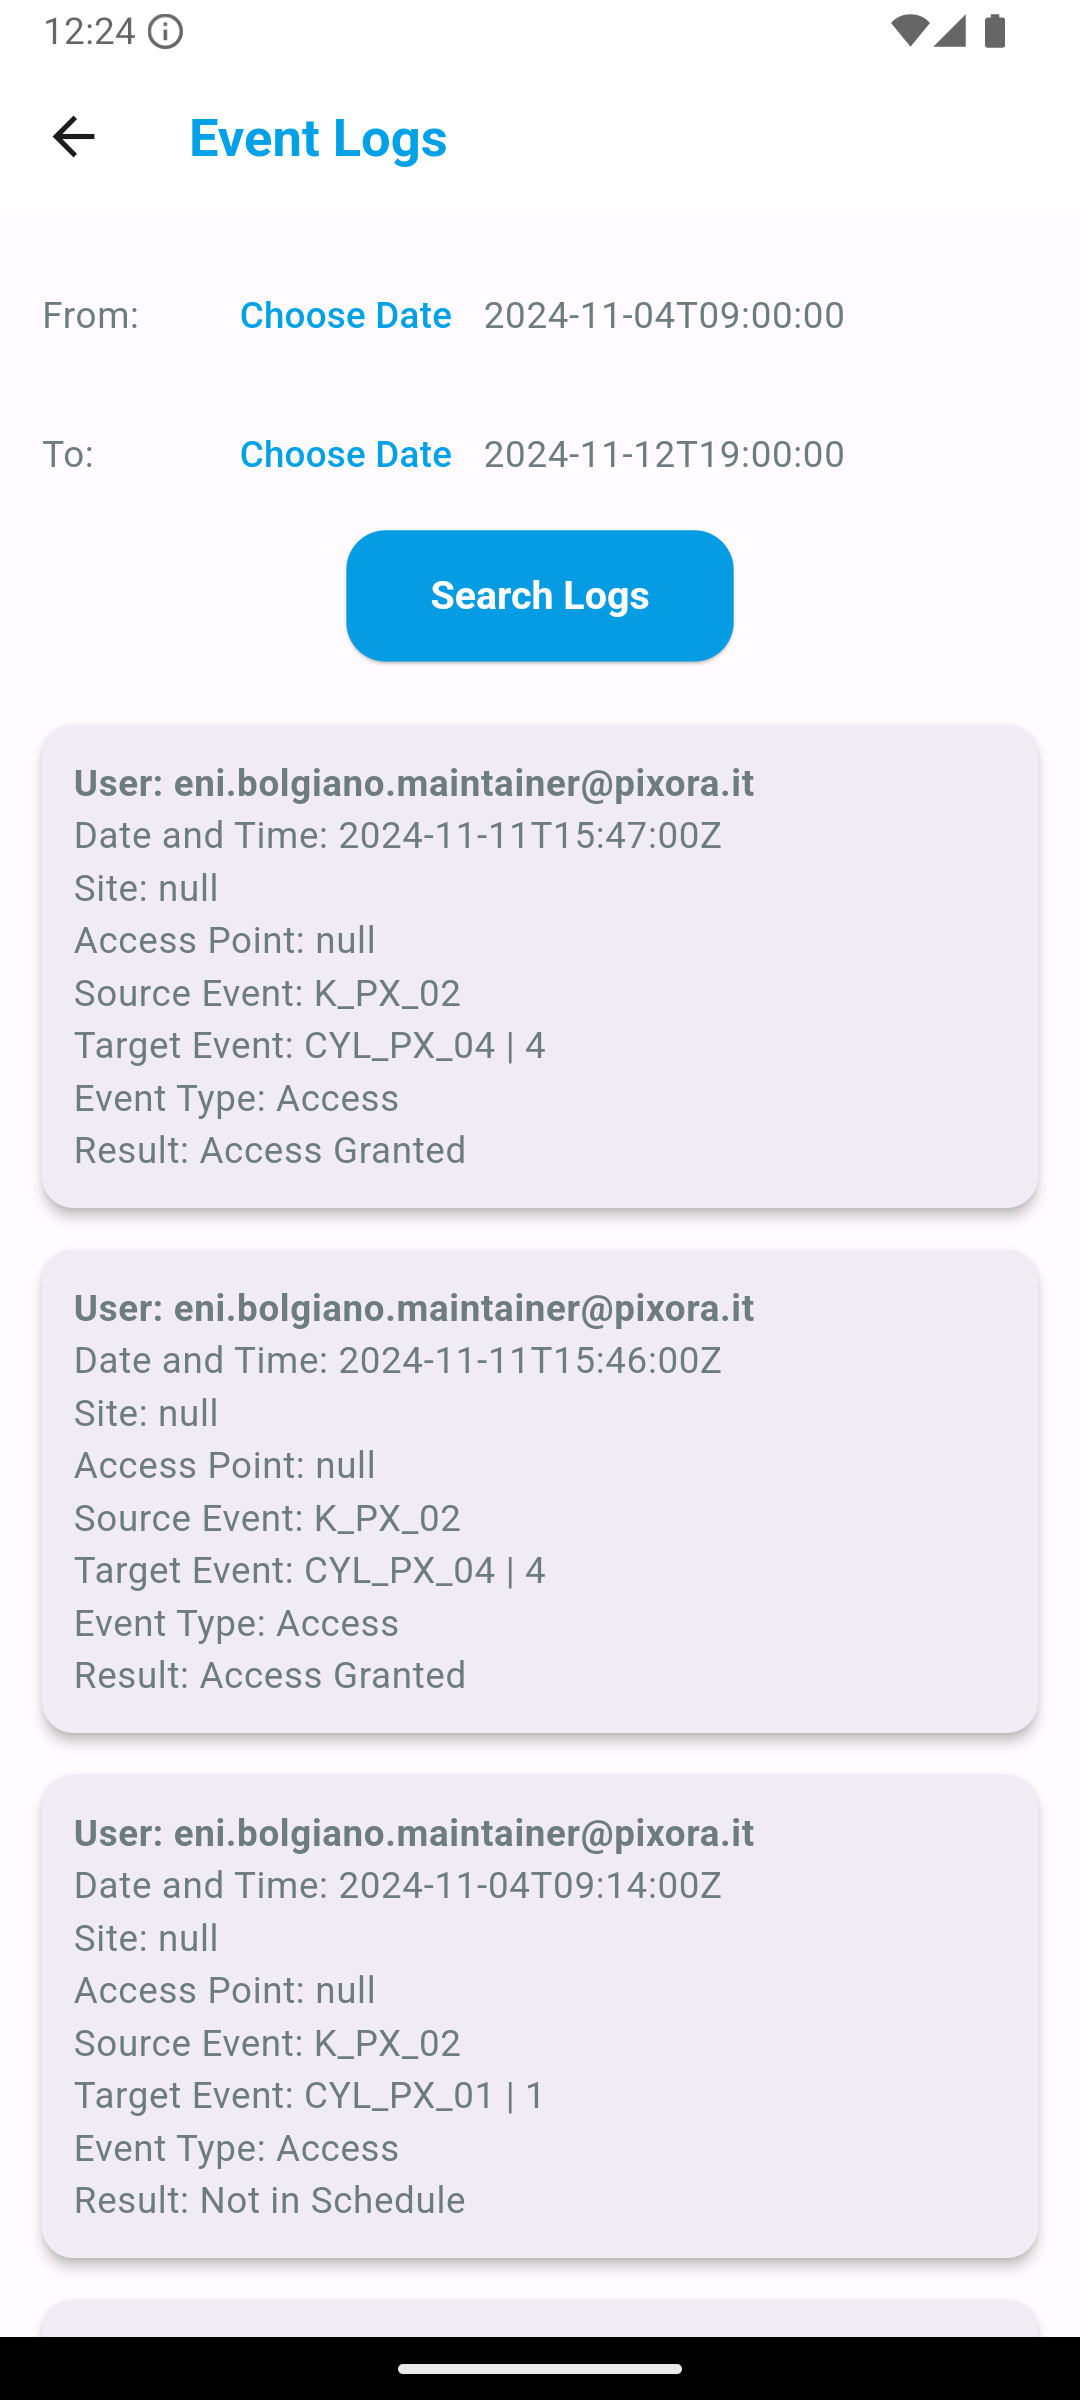 12:24
Event Logs
From: Choose Date 2024-11-04T09:00:00
To: Choose Date 2024-11-12T19:00:00
Search Logs
User: eni.bolgiano.maintainer@pixora.it
Date and Time: 2024-11-11T15:47:00Z
Site: null
Access Point: null
Source Event: K_PX_02
Target Event: CYL_PX_04 | 4
Event Type: Access
Result: Access Granted
User: eni.bolgiano.maintainer@pixora.it
Date and Time: 2024-11-11T15:46:00Z
Site: null
Access Point: null
Source Event: K_PX_02
Target Event: CYL_PX_04 | 4
Event Type: Access
Result: Access Granted
User: eni.bolgiano.maintainer@pixora.it
Date and Time: 2024-11-04T09:14:00Z
Site: null
Access Point: null
Source Event: K_PX_02
Target Event: CYL_PX_01 | 1
Event Type: Access
Result: Not in Schedule